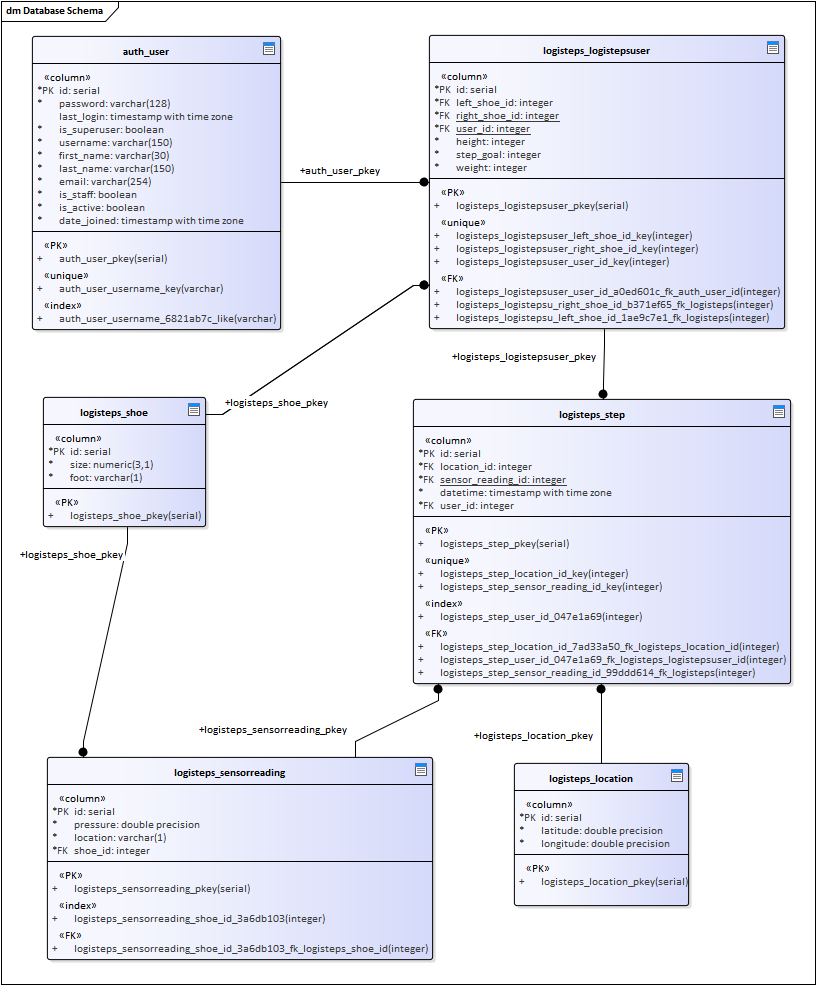 dm Database Schema
auth_user
«column»
*PK id: serial
* password: varchar(128)
last_login: timestamp with time zone
* is_superuser: boolean
* username: varchar(150)
* first_name: varchar(30)
* last_name: varchar(150)
* email: varchar(254)
* is_staff: boolean
* is_active: boolean
* date_joined: timestamp with time zone
«PK»
+ auth_user_pkey(serial)
«unique»
+ auth_user_username_key(varchar)
«index»
+ auth_user_username_6821ab7c_like(varchar)
+auth_user_pkey
logisteps_logistepsuser
«column»
*PK id: serial
*FK left_shoe_id: integer
*FK right_shoe_id: integer
*FK user_id: integer
* height: integer
* step_goal: integer
* weight: integer
«PK»
+ logisteps_logistepsuser_pkey(serial)
«unique»
+ logisteps_logistepsuser_left_shoe_id_key(integer)
+ logisteps_logistepsuser_right_shoe_id_key(integer)
+ logisteps_logistepsuser_user_id_key(integer)
«FK»
+ logisteps_logistepsuser_user_id_a0ed601c_fk_auth_user_id(integer)
+ logisteps_logistepsu_right_shoe_id_b371ef65_fk_logisteps(integer)
+ logisteps_logistepsu_left_shoe_id_1ae9c7e1_fk_logisteps(integer)
+logisteps_logistepsuser_pkey
+logisteps_shoe_pkey
logisteps_shoe
«column»
*PK id: serial
* size: numeric(3,1)
* foot: varchar(1)
«PK»
+ logisteps_shoe_pkey(serial)
+logisteps_shoe_pkey
logisteps_step
«column»
*PK id: serial
*FK location_id: integer
*FK sensor_reading_id: integer
* datetime: timestamp with time zone
*FK user_id: integer
«PK»
+ logisteps_step_pkey(serial)
«unique»
+ logisteps_step_location_id_key(integer)
+ logisteps_step_sensor_reading_id_key(integer)
«index»
+ logisteps_step_user_id_047e1a69(integer)
«FK»
+ logisteps_step_location_id_7ad33a50_fk_logisteps_location_id(integer)
+ logisteps_step_user_id_047e1a69_fk_logisteps_logistepsuser_id(integer)
+ logisteps_step_sensor_reading_id_99ddd614_fk_logisteps(integer)
+logisteps_sensorreading_pkey
+logisteps_location_pkey
logisteps_sensorreading
«column»
*PK id: serial
* pressure: double precision
* location: varchar(1)
*FK shoe_id: integer
«PK»
+ logisteps_sensorreading_pkey(serial)
«index»
+ logisteps_sensorreading_shoe_id_3a6db103(integer)
«FK»
+ logisteps_sensorreading_shoe_id_3a6db103_fk_logisteps_shoe_id(integer)
logisteps_location
«column»
*PK id: serial
* latitude: double precision
* longitude: double precision
«PK»
+ logisteps_location_pkey(serial)